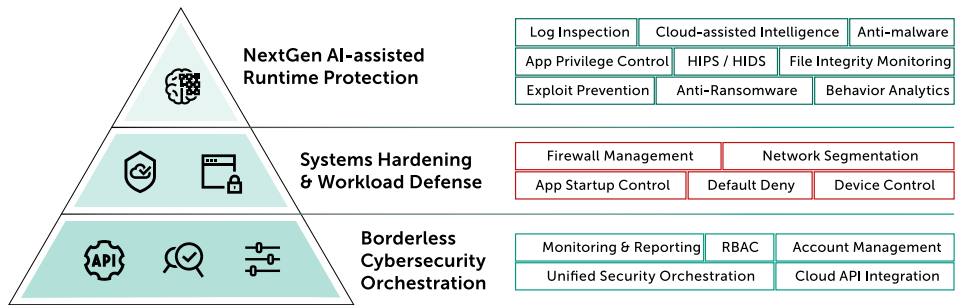 NextGen AI-assisted
Runtime Protection
Log Inspection Cloud-assisted Intelligence Anti-malware
App Privilege Control HIPS / HIDS File Integrity Monitoring
Exploit Prevention Anti-Ransomware Behavior Analytics
Systems Hardening
& Workload Defense
Firewall Management Network Segmentation
App Startup Control Default Deny Device Control
API
Borderless
Cybersecurity
Orchestration
Monitoring & Reporting RBAC Account Management
Unified Security Orchestration Cloud API Integration